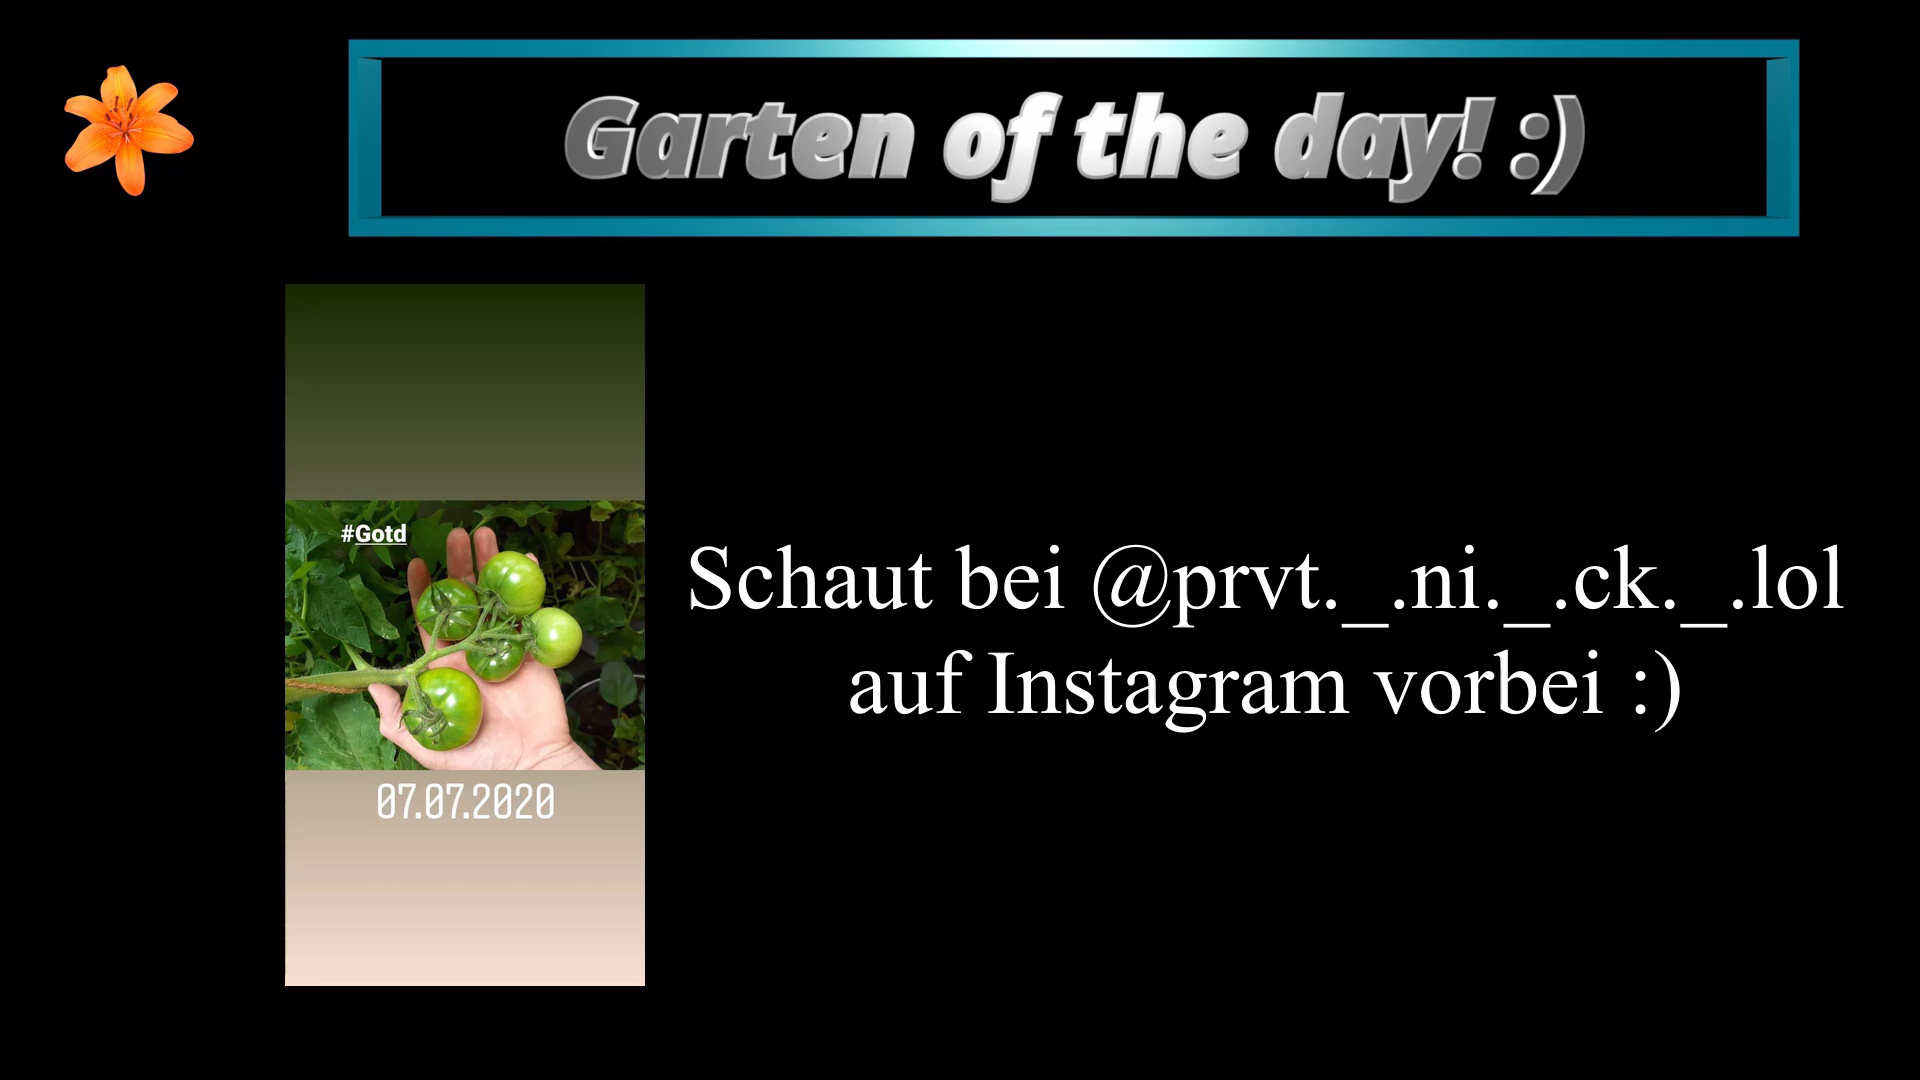 Garten of the day! :)
#Gotd
07.07.2020
Schaut bei @prvt._.ni._.ck._.lol
auf Instagram vorbei :)